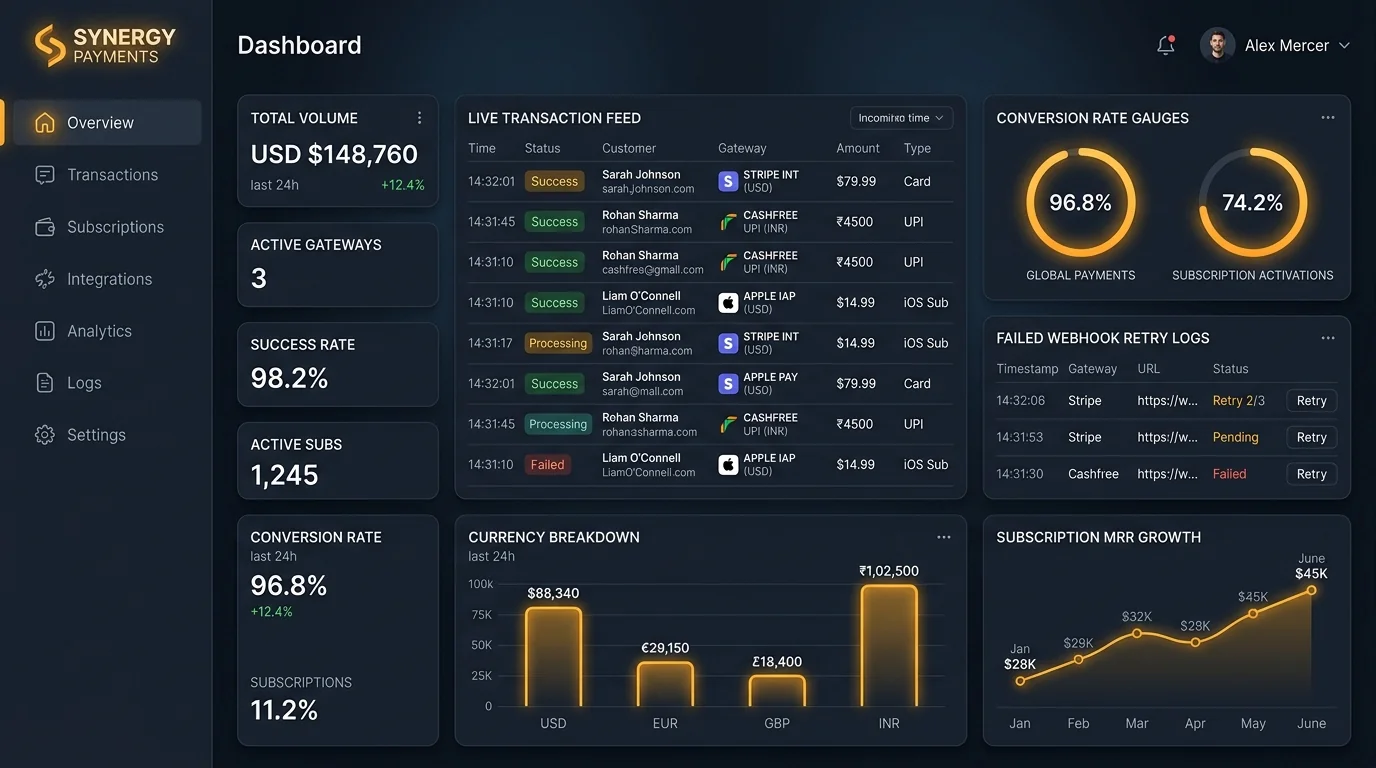 SYNERGY
PAYMENTS
Overview
Transactions
Subscriptions
Integrations
Analytics
Logs
Settings
Dashboard
Alex Mercer
TOTAL VOLUME
USD $148,760
last 24h +12.4%
ACTIVE GATEWAYS
3
SUCCESS RATE
98.2%
ACTIVE SUBS
1,245
CONVERSION RATE
last 24h
96.8%
+12.4%
SUBSCRIPTIONS
11.2%
LIVE TRANSACTION FEED
time
Time Status Customer Gateway Amount Type
14:32:01 Success Sarah Johnson STRIPE INT $79.99 Card
sarah.johnson.com (USD)
14:31:45 Success Rohan Sharma CASHFREE ₹4500 UPI
rohanSharma.com UPI (INR)
14:31:10 Success Rohan Sharma CASHFREE ₹4500 UPI
cashfree@gmall.com UPI (INR)
14:31:10 Success Liam O'Connell APPLE IAP $14.99 iOS Sub
LiamO'Connell.com (USD)
14:31:17 Processing Sarah Johnson STRIPE INT $14.99 iOS Sub
rohan@harma.com (USD)
14:32:01 Success Sarah Johnson APPLE PAY $79.99 Card
sarah@mall.com (USD)
14:31:45 Processing Rohan Sharma CASHFREE ₹4500 UPI
rohanasharma.com UPI (INR)
14:31:10 Failed Liam O'Connell APPLE IAP $14.99 iOS Sub
LiamO'Connell.com (USD)
CURRENCY BREAKDOWN
last 24h
100k
75K
50K
25K
0
$88,340
€29,150
£18,400
₹1,02,500
USD EUR GBP INR
CONVERSION RATE GAUGES
96.8% 74.2%
GLOBAL PAYMENTS SUBSCRIPTION ACTIVATIONS
FAILED WEBHOOK RETRY LOGS
Timestamp Gateway URL Status
14:32:06 Stripe https://w... Retry 2/3 Retry
14:31:53 Stripe https://w... Pending Retry
14:31:30 Cashfree https://w... Failed Retry
SUBSCRIPTION MRR GROWTH
Jan
$28K
$29K
$32K
$28K
$45K
June
$45K
Jan Feb Mar Apr May June